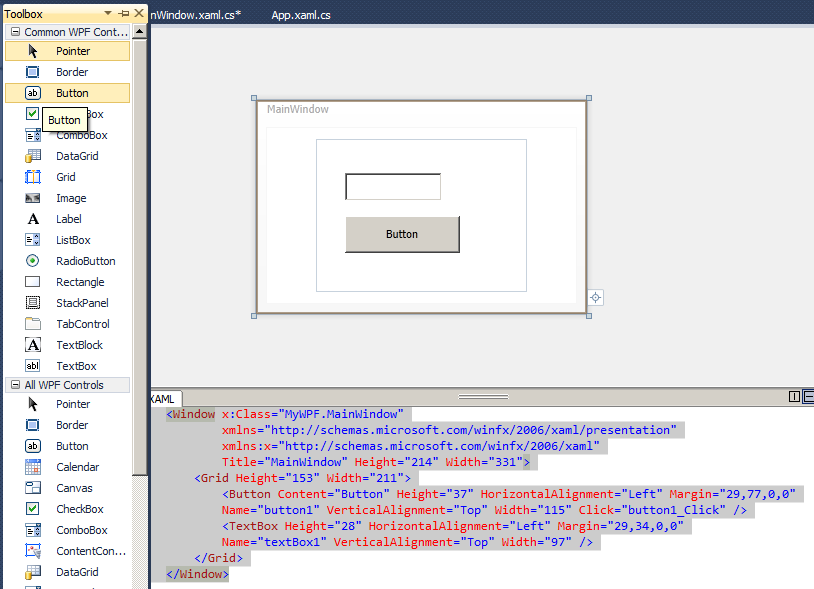 Toolbox
nWindow.xaml.cs*
App.xaml.cs
Common WPF Cont...
Pointer
Border
Button
Button
Box
ComboBox
DataGrid
Grid
Image
Label
ListBox
RadioButton
Rectangle
StackPanel
TabControl
TextBlock
TextBox
All WPF Controls
Pointer
Border
Button
Calendar
Canvas
CheckBox
ComboBox
ContentCon...
DataGrid
MainWindow
Button
XAML
<Window x:Class="MyWPF.MainWindow"
xmlns="http://schemas.microsoft.com/winfx/2006/xaml/presentation"
xmlns:x="http://schemas.microsoft.com/winfx/2006/xaml"
Title="MainWindow" Height="214" Width="331">
<Grid Height="153" Width="211">
<Button Content="Button" Height="37" HorizontalAlignment="Left" Margin="29,77,0,0"
Name="button1" VerticalAlignment="Top" Width="115" Click="button1_Click" />
<TextBox Height="28" HorizontalAlignment="Left" Margin="29,34,0,0"
Name="textBox1" VerticalAlignment="Top" Width="97" />
</Grid>
</Window>